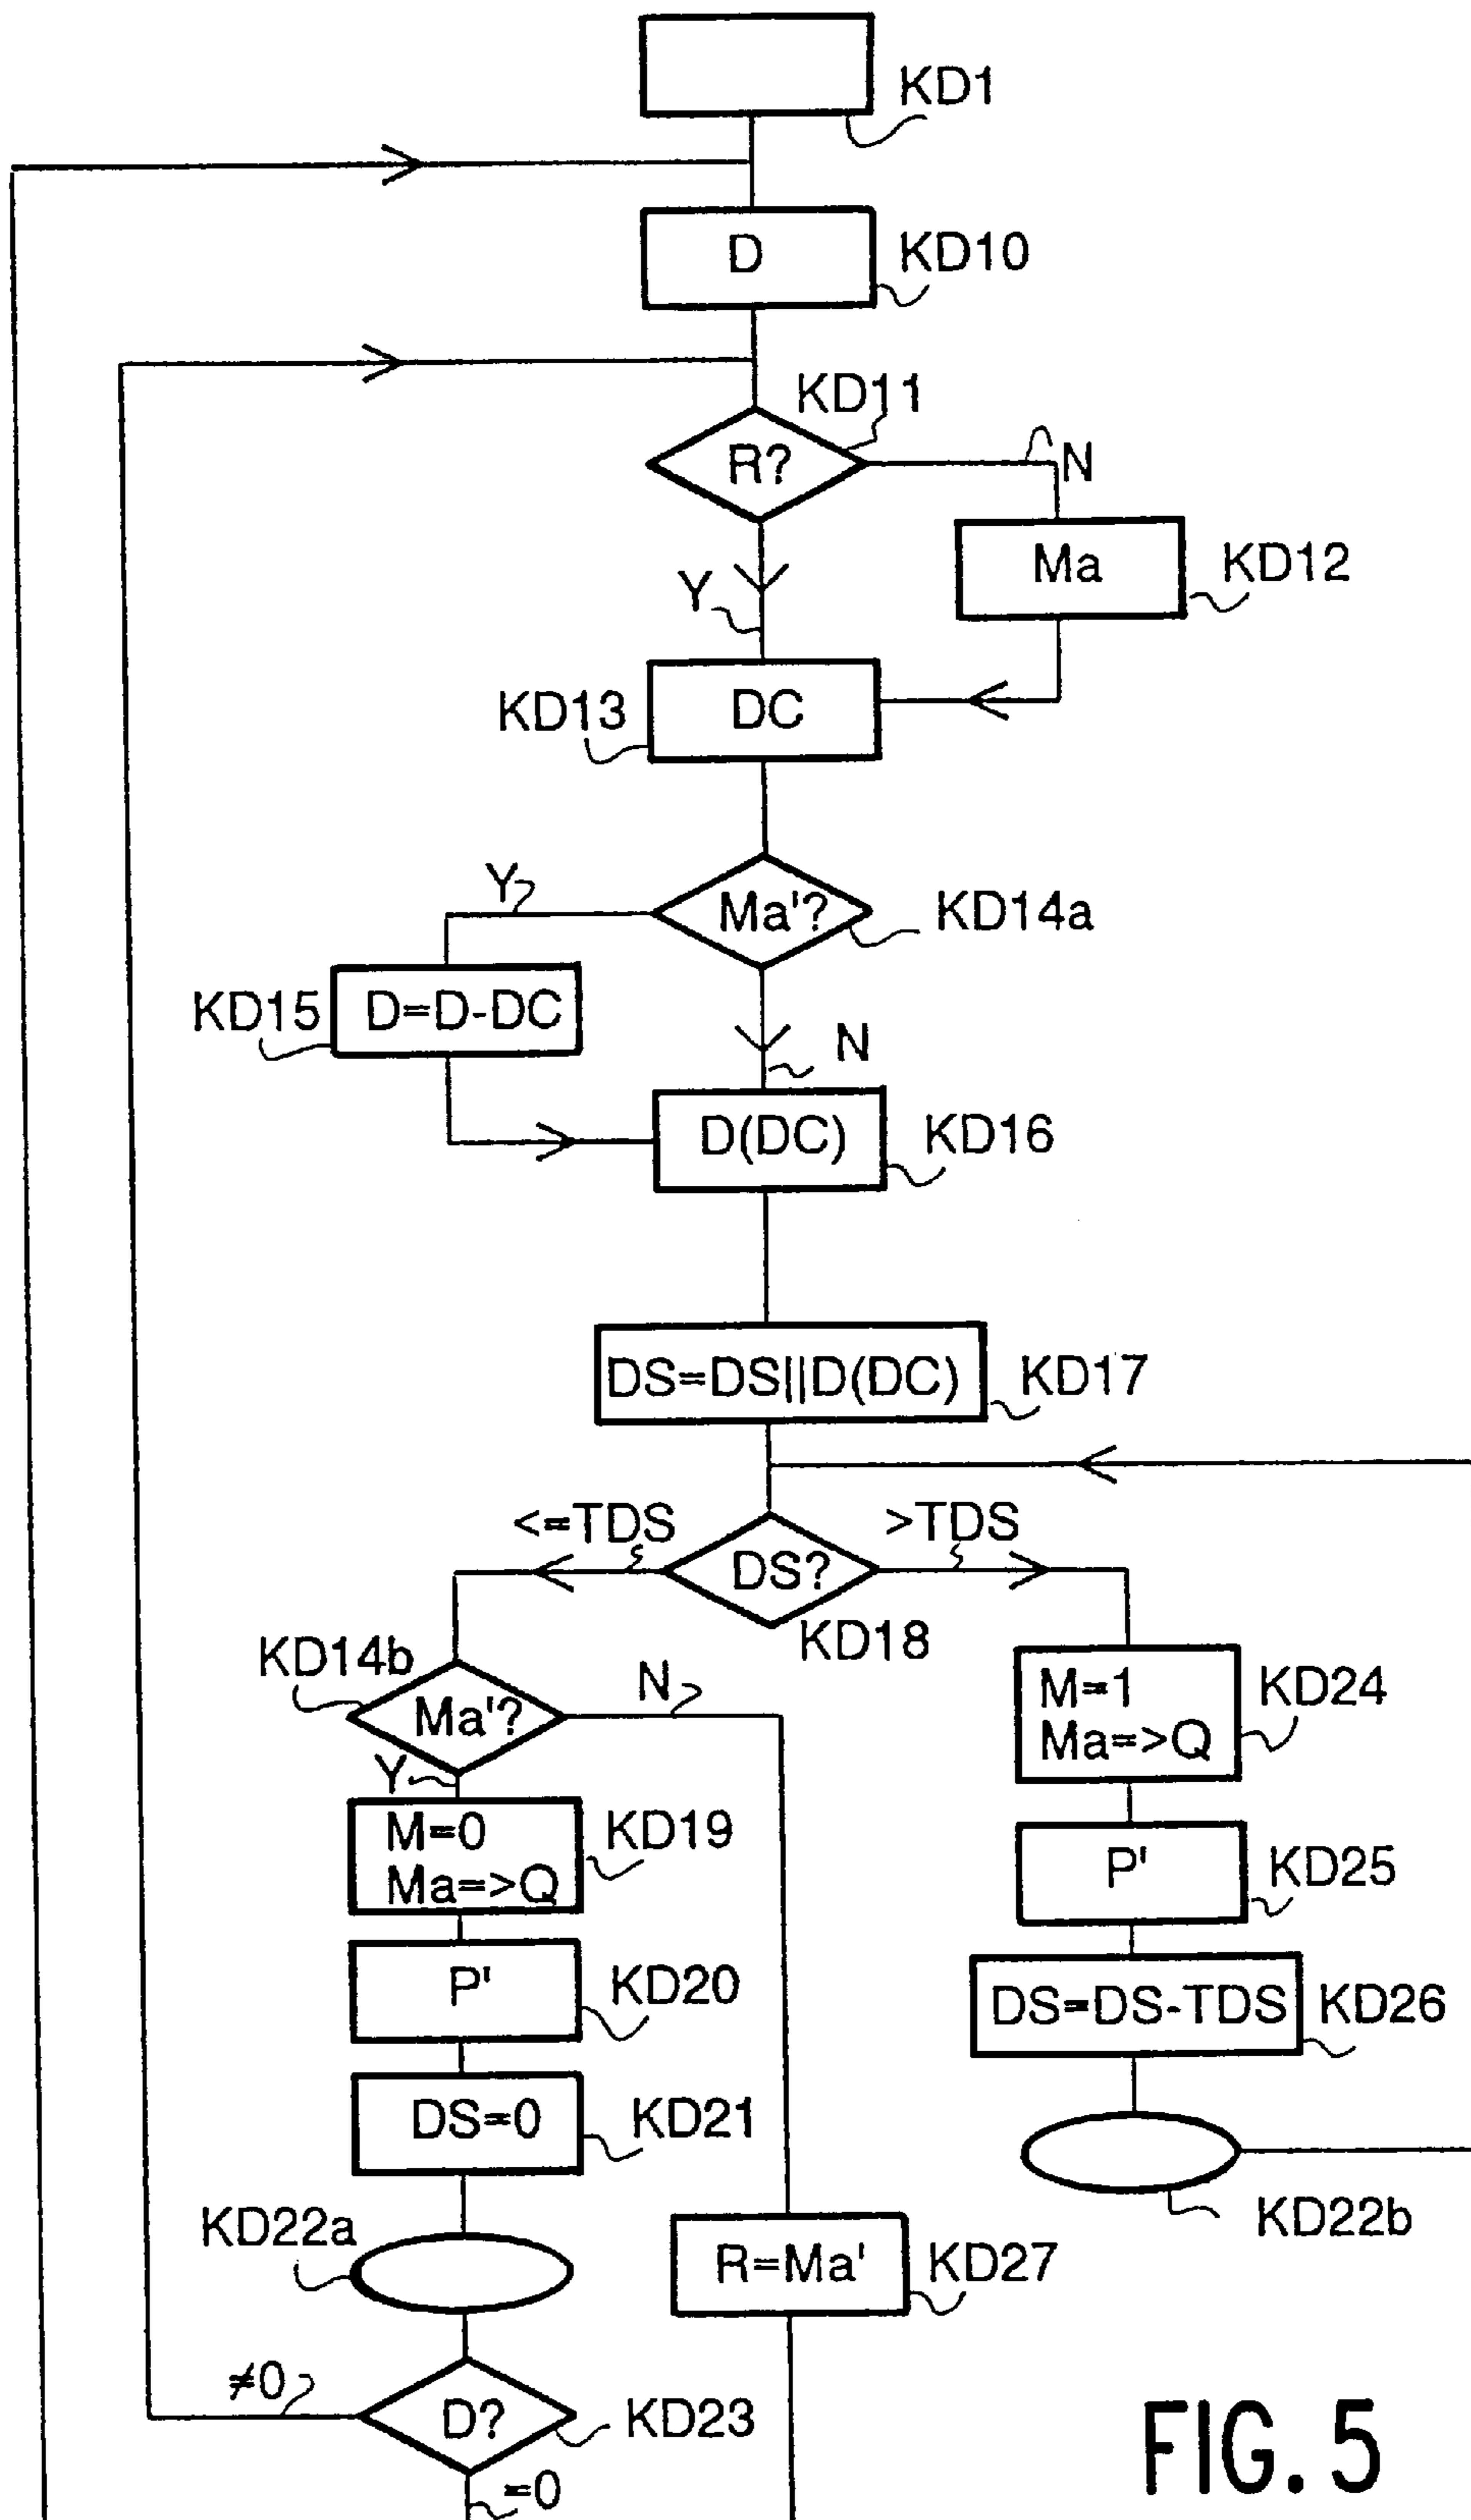 KD1
D
KD10
KD11
R?
N
Ma
KD12
Y
KD13
DC
Y
Ma'?
KD14a
KD15
D=D-DC
N
D(DC)
KD16
DS=DS||D(DC)
KD17
<=TDS
>TDS
DS?
KD18
KD14b
N
Ma'?
M=1
Ma=>Q
KD24
Y
M=0
Ma=>Q
KD19
P'
KD25
P'
KD20
DS=DS-TDS
KD26
DS=0
KD21
KD22a
KD22b
R=Ma'
KD27
≠0
D?
KD23
=0
FIG. 5